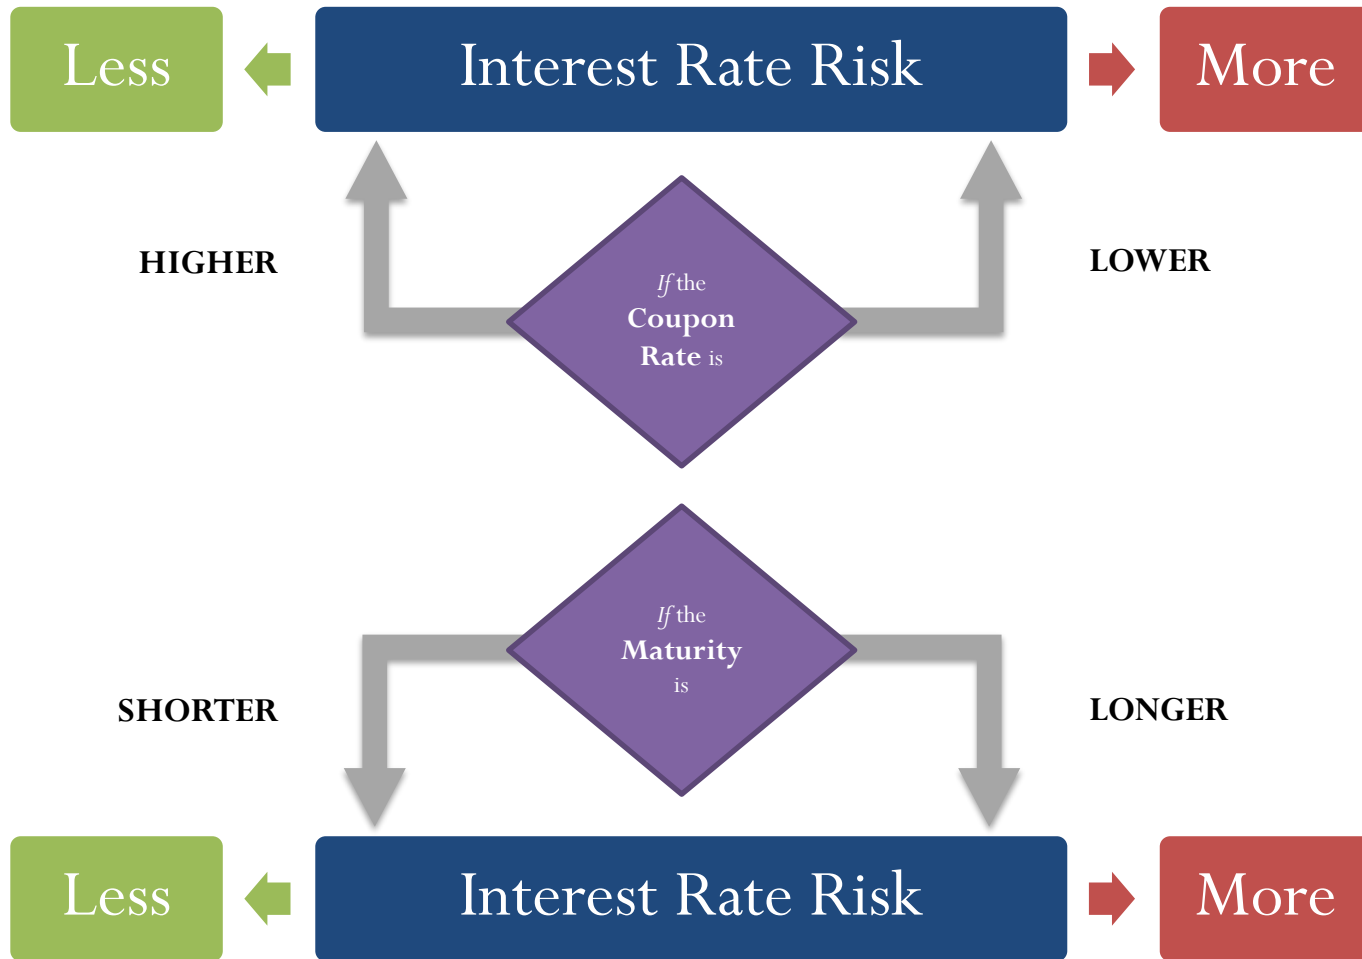 Less
Interest Rate Risk
More
HIGHER
LOWER
If the
Coupon
Rate is
If the
Maturity
is
SHORTER
LONGER
Less
Interest Rate Risk
More